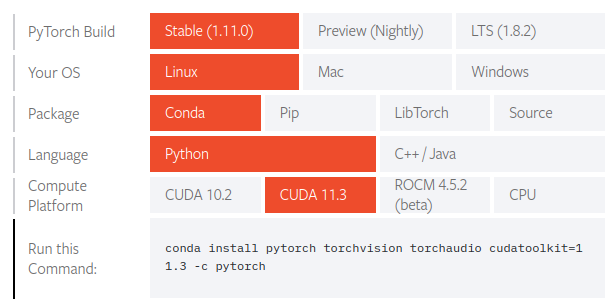 PyTorch Build Stable (1.11.0) Preview (Nightly) LTS (1.8.2)
Your OS Linux Mac Windows
Package Conda Pip LibTorch Source
Language Python C++ / Java
Compute
Platform
CUDA 10.2 CUDA 11.3
ROCM 4.5.2
(beta)
CPU
Run this
Command:
conda install pytorch torchvision torchaudio cudatoolkit=1
1.3 -c pytorch